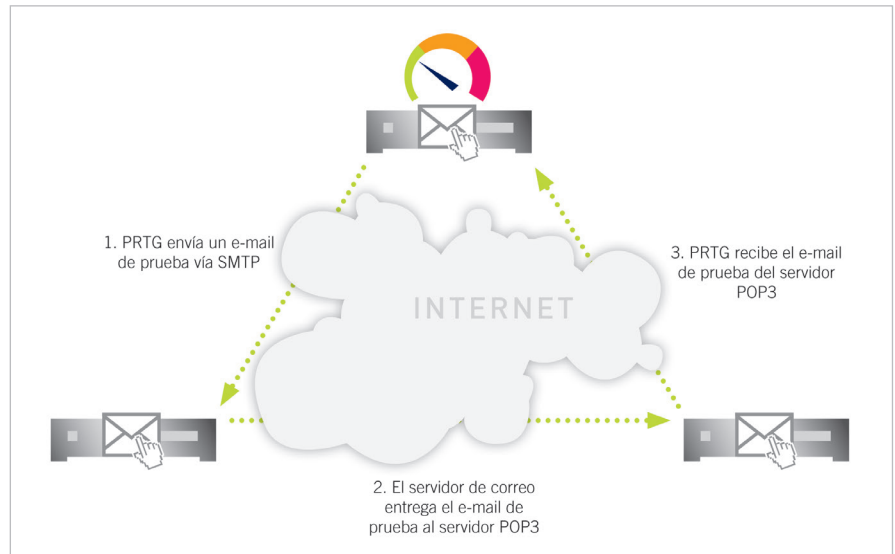 1. PRTG envía un e-mail
de prueba vía SMTP
3. PRTG recibe el e-mail
de prueba del servidor
POP3
INTERNET
2. El servidor de correo
entrega el e-mail de
prueba al servidor POP3